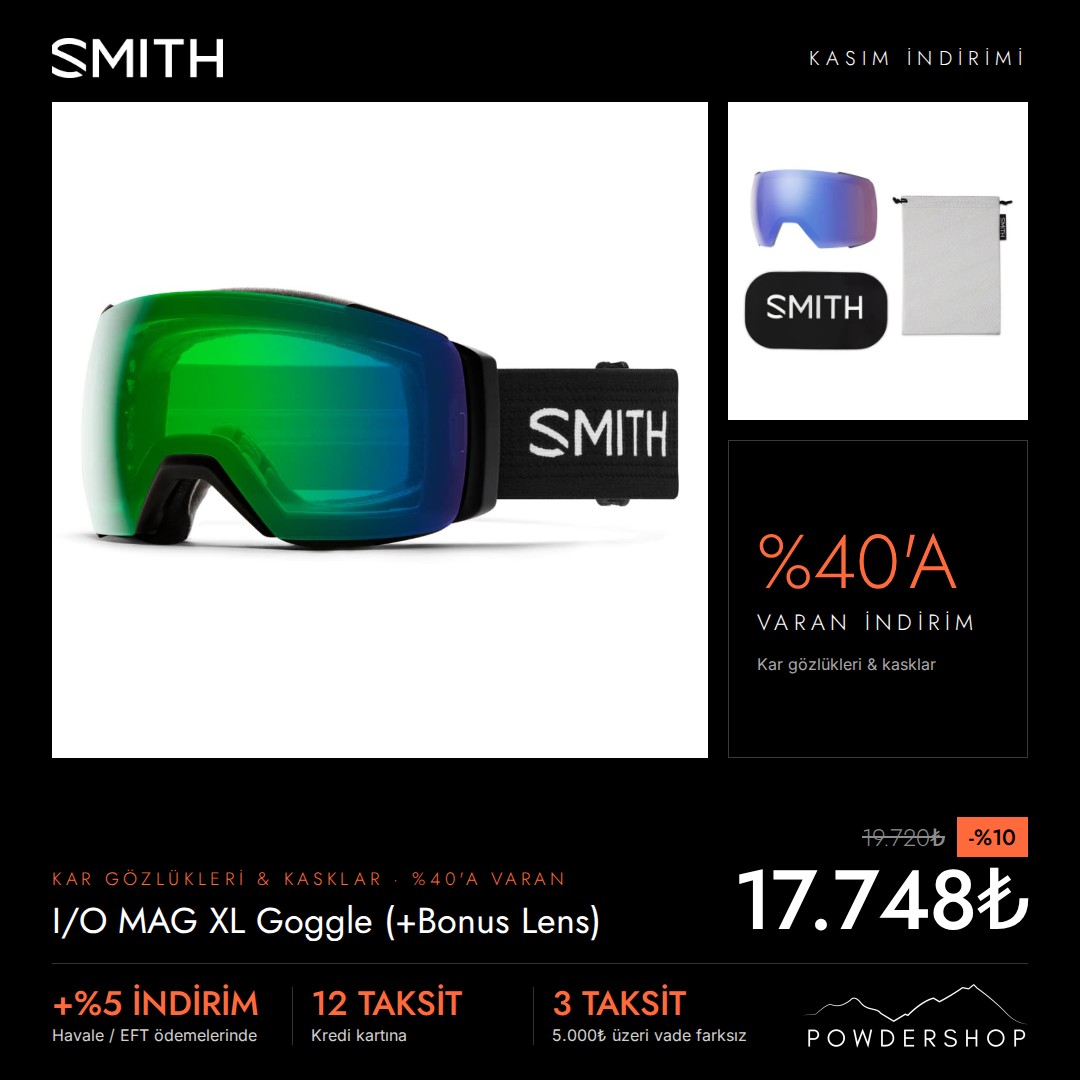 SMITH
KASIM İNDİRİMİ
SMITH
SMITH
SMITH
%40'A
VARAN İNDİRİM
Kar gözlükleri & kasklar
19.720₺
-%10
KAR GÖZLÜKLERİ & KASKLAR · %40'A VARAN
17.748₺
I/O MAG XL Goggle (+Bonus Lens)
+%5 İNDİRİM
Havale / EFT ödemelerinde
12 TAKSİT
Kredi kartına
3 TAKSİT
5.000₺ üzeri vade farksız
POWDERSHOP